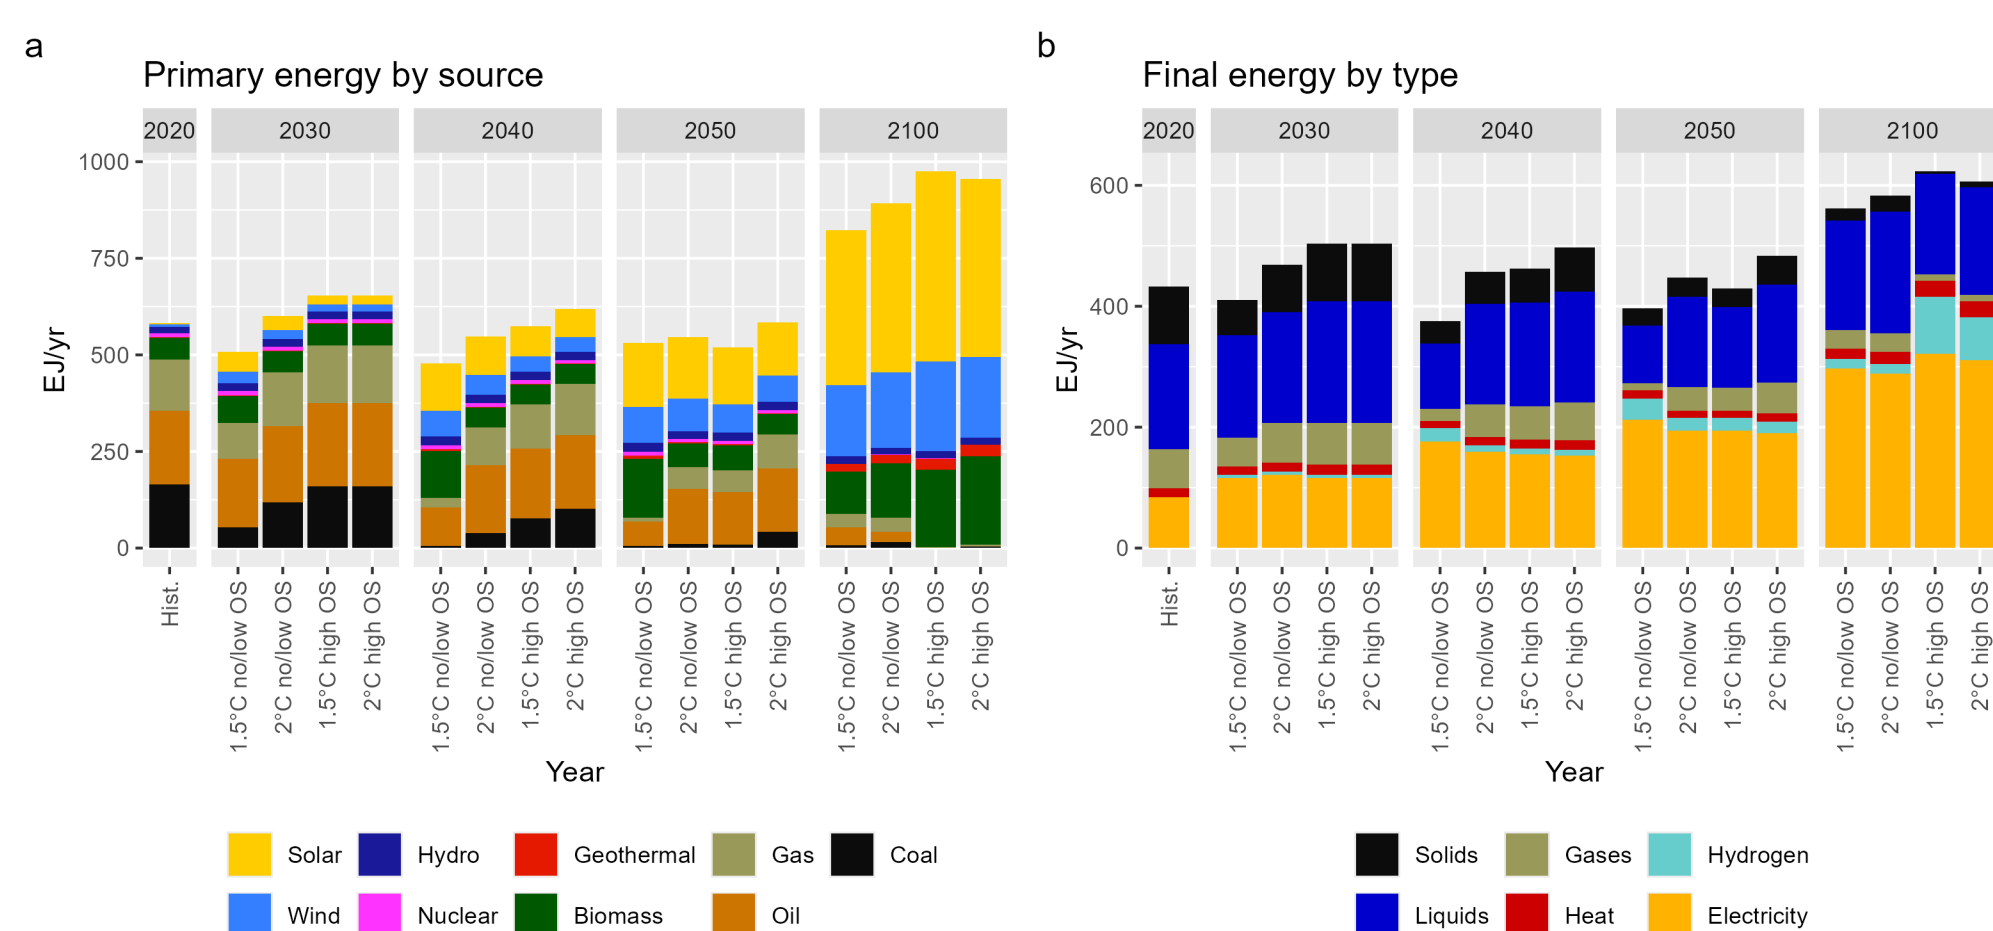 a
Primary energy by source
2020 2030 2040 2050 2100
1000
750
500
250
0
EJ/yr
Hist.
1.5°C no/low OS
2°C no/low OS
1.5°C high OS
2°C high OS
1.5°C no/low OS
2°C no/low OS
1.5°C high OS
2°C high OS
1.5°C no/low OS
2°C no/low OS
1.5°C high OS
2°C high OS
1.5°C no/low OS
2°C no/low OS
1.5°C high OS
2°C high OS
Year
Solar Hydro Geothermal Gas Coal
Wind Nuclear Biomass Oil
b
Final energy by type
2020 2030 2040 2050 2100
600
400
200
0
EJ/yr
Hist.
1.5°C no/low OS
2°C no/low OS
1.5°C high OS
2°C high OS
1.5°C no/low OS
2°C no/low OS
1.5°C high OS
2°C high OS
1.5°C no/low OS
2°C no/low OS
1.5°C high OS
2°C high OS
1.5°C no/low OS
2°C no/low OS
1.5°C high OS
2°C high OS
Year
Solids Gases Hydrogen
Liquids Heat Electricity